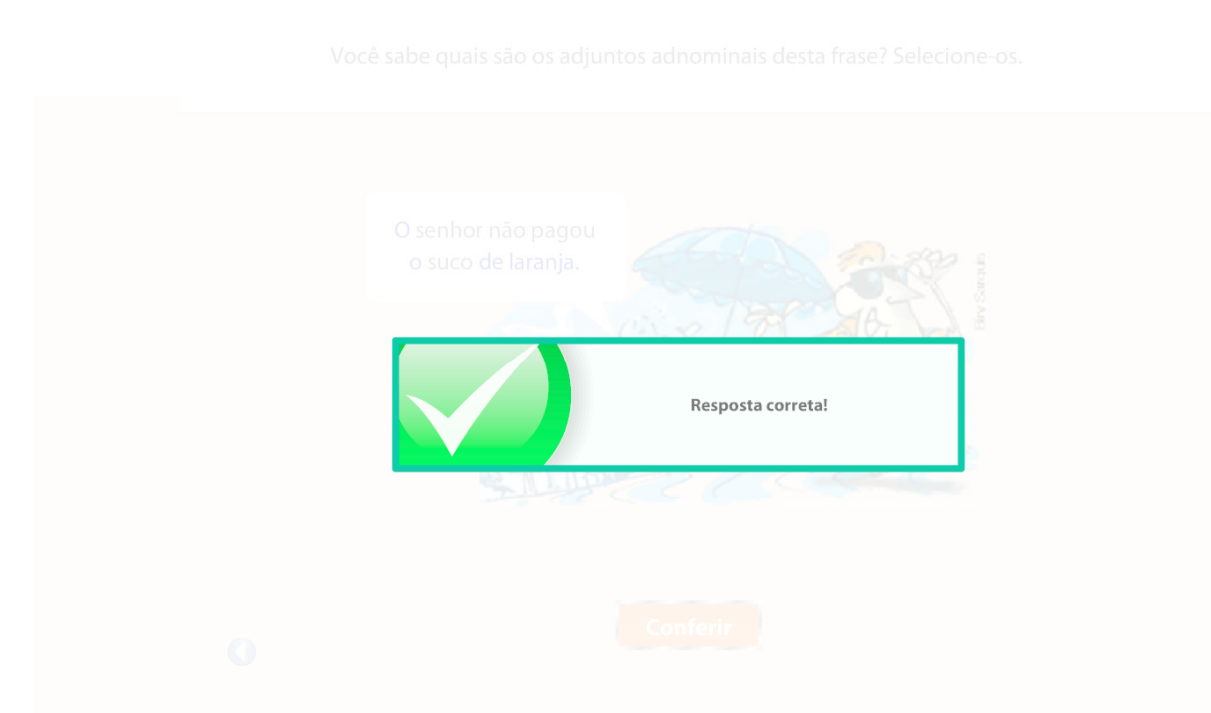 Você sabe quais são os adjuntos adnominais desta frase? Selecione-os.
O senhor não pagou
o suco de laranja.
Resposta correta!
Conferir